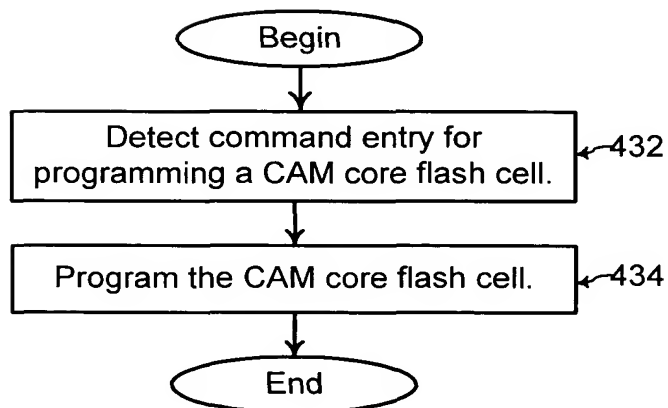 Begin
Detect command entry for
programming a CAM core flash cell.
432
Program the CAM core flash cell.
434
End